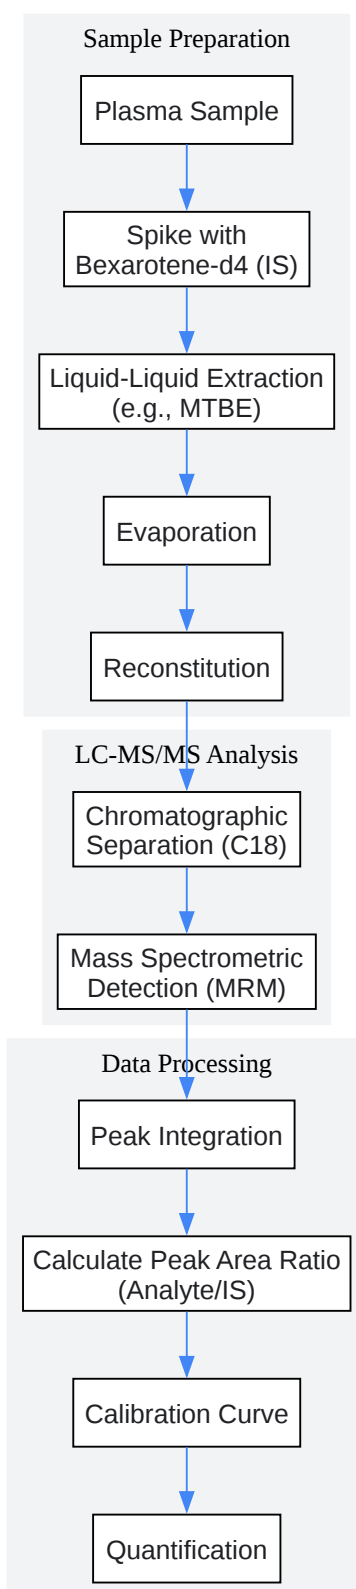 Sample Preparation
Plasma Sample
Spike with
Bexarotene-d4 (IS)
Liquid-Liquid Extraction
(e.g., MTBE)
Evaporation
Reconstitution
LC-MS/MS Analysis
Chromatographic
Separation (C18)
Mass Spectrometric
Detection (MRM)
Data Processing
Peak Integration
Calculate Peak Area Ratio
(Analyte/IS)
Calibration Curve
Quantification